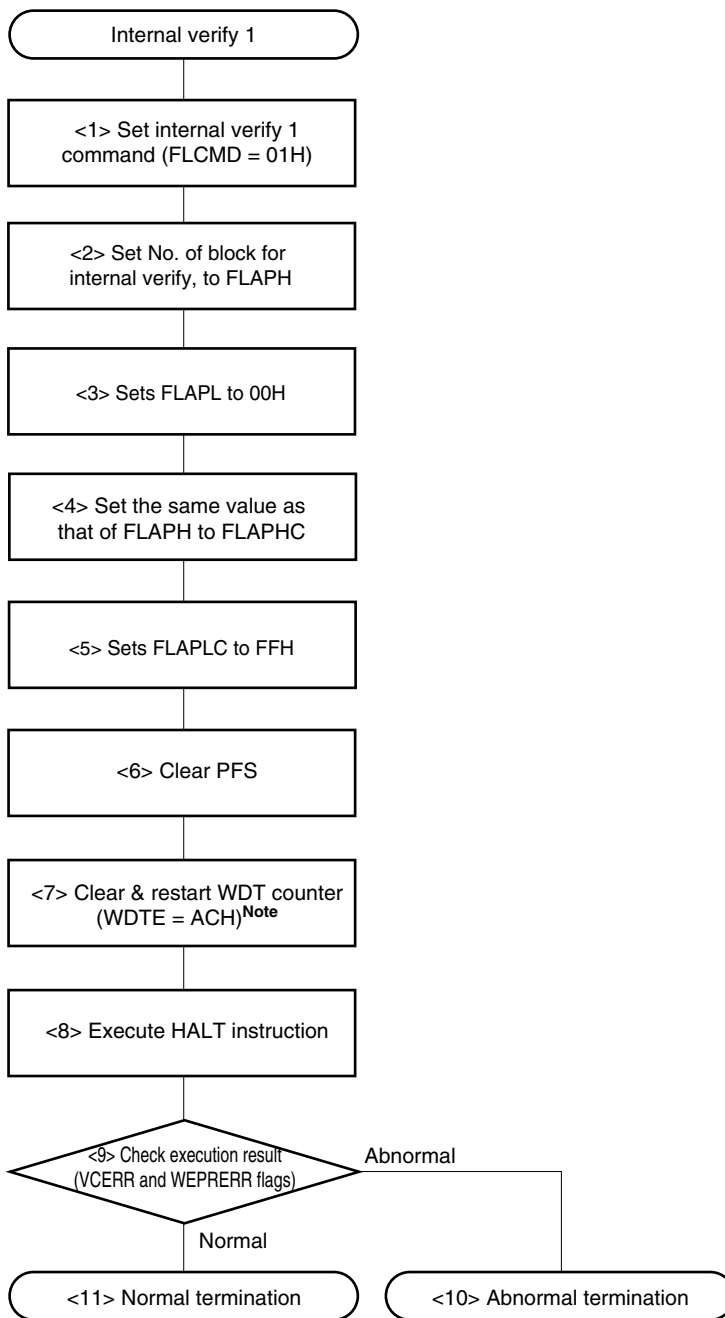 Internal verify 1
<1> Set internal verify 1
command (FLCMD = 01H)
<2> Set No. of block for
internal verify, to FLAPH
<3> Sets FLAPL to 00H
<4> Set the same value as
that of FLAPH to FLAPHC
<5> Sets FLAPLC to FFH
<6> Clear PFS
<7> Clear & restart WDT counter
(WDTE = ACH)Note
<8> Execute HALT instruction
<9> Check execution result
(VCERR and WEPRERR flags)
Abnormal
Normal
<11> Normal termination
<10> Abnormal termination